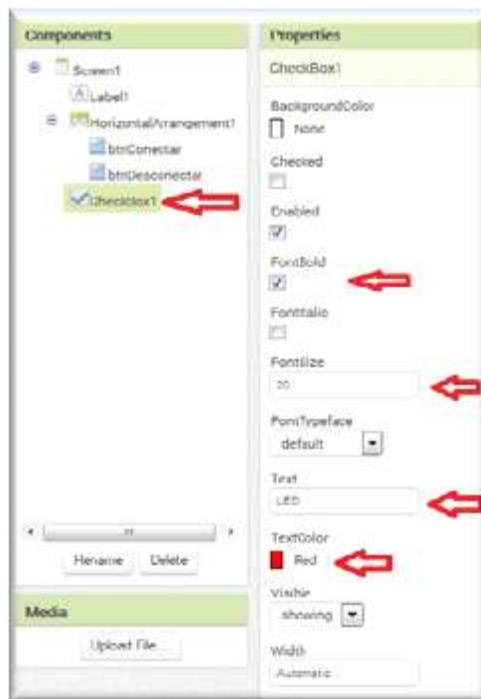 Components
Screen1
Label1
HorizontalArrangement1
btnConectar
btnDesconectar
CheckBox1
Rename Delete
Media
Upload File...
Properties
CheckBox1
BackgroundColor
None
Checked
Enabled
FontBold
FontItalic
FontSize
20
FontTypeface
default
Text
LED
TextColor
Red
Visible
showing
Width
Automatic...